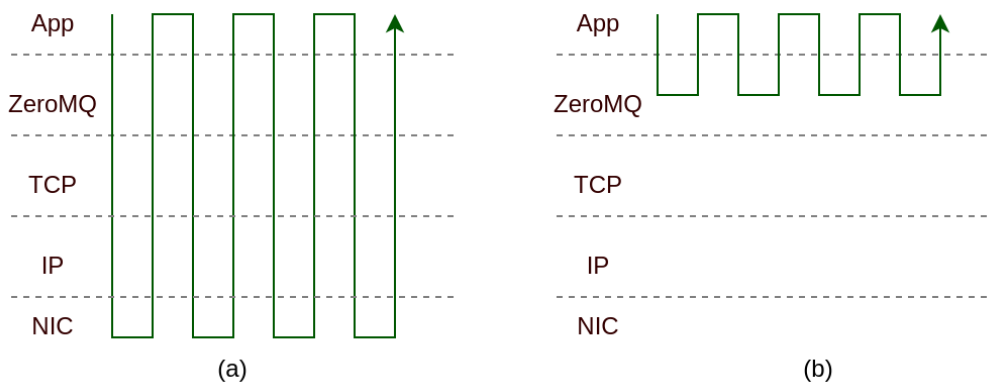 App
ZeroMQ
TCP
IP
NIC
(a)
App
ZeroMQ
TCP
IP
NIC
(b)